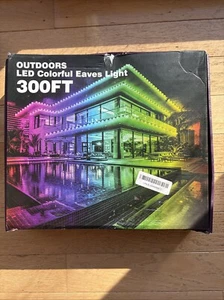 OUTDOORS
LED Colorful Eaves Light
300FT